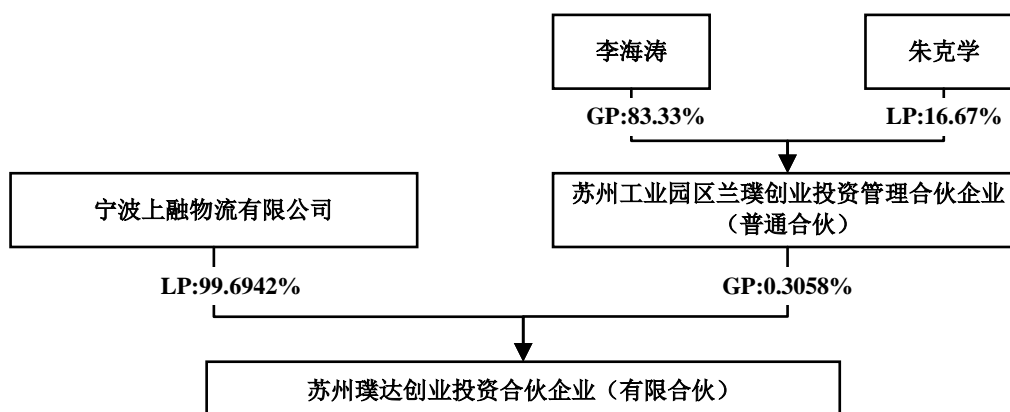 李海涛
朱克学
GP:83.33%
LP:16.67%
宁波上融物流有限公司
苏州工业园区兰璞创业投资管理合伙企业
（普通合伙）
LP:99.6942%
GP:0.3058%
苏州璞达创业投资合伙企业（有限合伙）